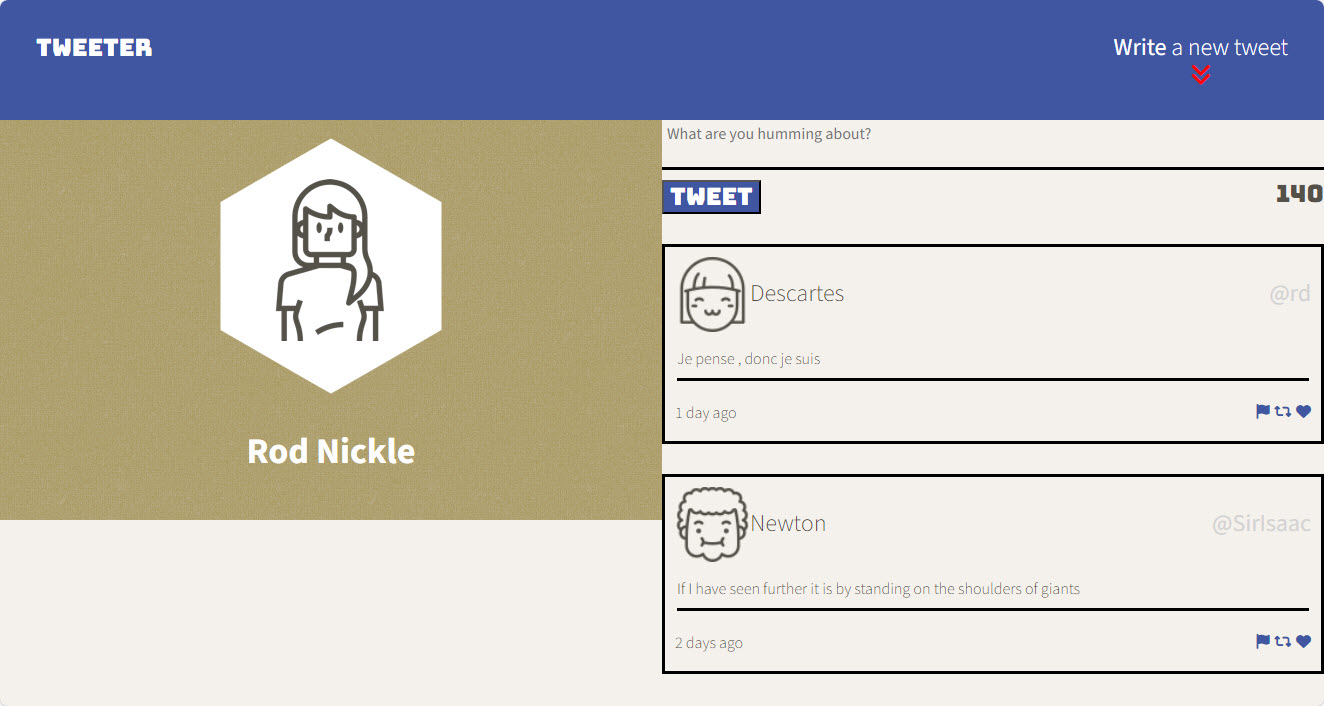 TWEETER
Write a new tweet
What are you humming about?
TWEET
140
Rod Nickle
Descartes
@rd
Je pense , donc je suis
1 day ago
Newton
@SirIsaac
If I have seen further it is by standing on the shoulders of giants
2 days ago